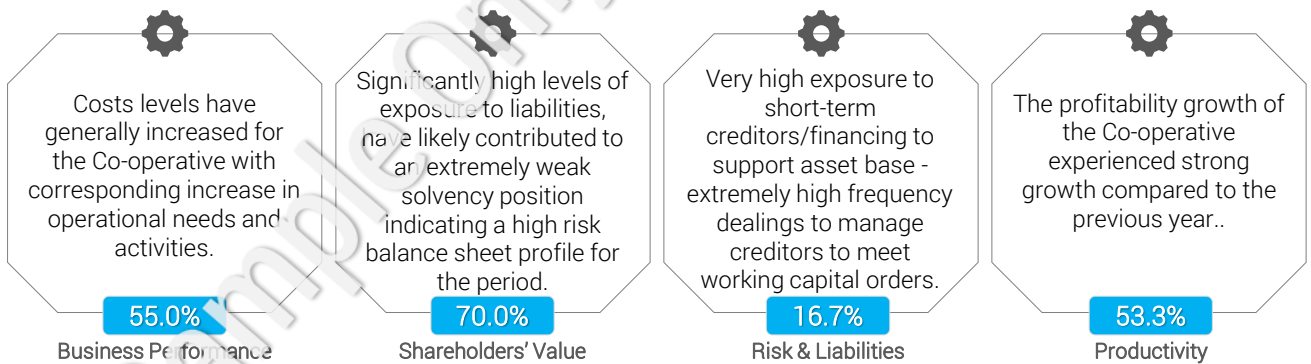 Costs levels have
generally increased for
the Co-operative with
corresponding increase in
operational needs and
activities.
55.0%
Business Performance
Significantly high levels of
exposure to liabilities,
have likely contributed to
an extremely weak
solvency position
indicating a high risk
balance sheet profile for
the period.
70.0%
Shareholders' Value
Very high exposure to
short-term
creditors/financing to
support asset base -
extremely high frequency
dealings to manage
creditors to meet
working capital orders.
16.7%
Risk & Liabilities
The profitability growth of
the Co-operative
experienced strong
growth compared to the
previous year..
53.3%
Productivity